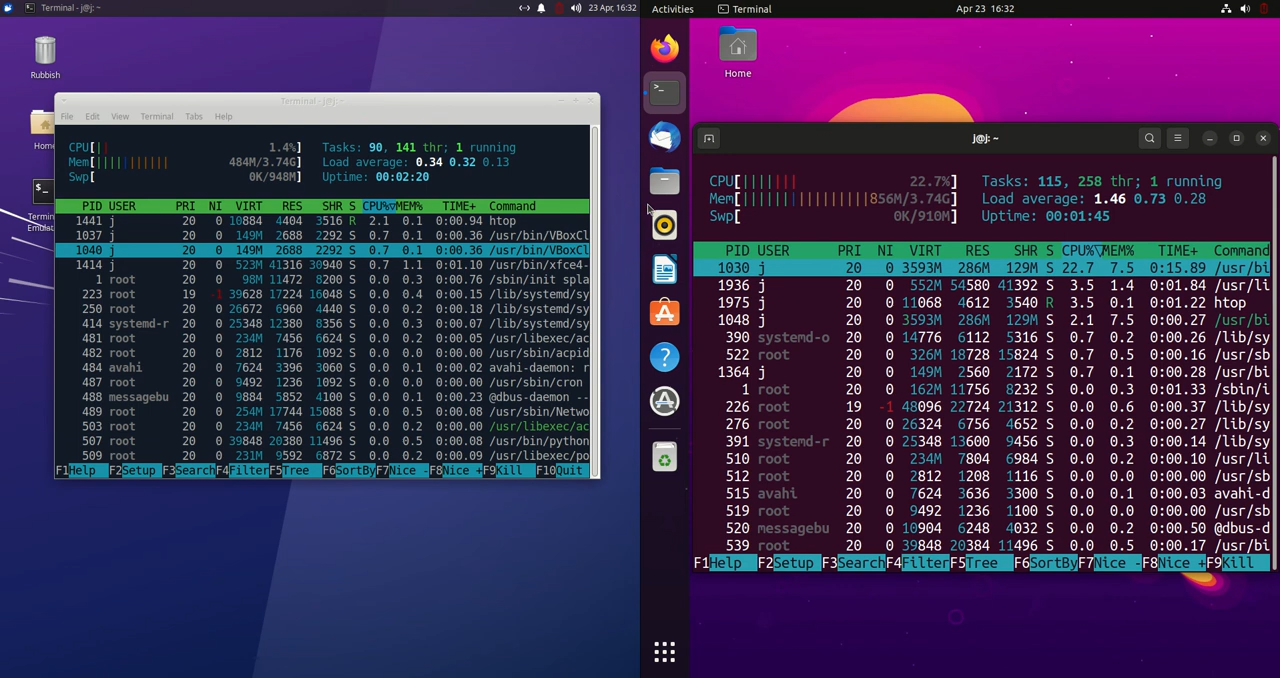 Terminal - j@j: ~
23 Apr, 16:32
Rubbish
Home
Terminal
Emulat
Terminal - j@j: ~
File Edit View Terminal Tabs Help
CPU[|| 1.4%] Tasks: 90, 141 thr; 1 running
Mem[||||||||||||| 484M/3.74G] Load average: 0.34 0.32 0.13
Swp[ 0K/948M] Uptime: 00:02:20
PID USER PRI NI VIRT RES SHR S CPU%▽MEM% TIME+ Command
1441 j 20 0 10884 4404 3516 R 2.1 0.1 0:00.94 htop
1037 j 20 0 149M 2688 2292 S 0.7 0.1 0:00.36 /usr/bin/VBoxCl
1040 j 20 0 149M 2688 2292 S 0.7 0.1 0:00.36 /usr/bin/VBoxCl
1414 j 20 0 523M 41316 30940 S 0.7 1.1 0:01.10 /usr/bin/xfce4-
1 root 20 0 98M 11472 8200 S 0.0 0.3 0:00.76 /sbin/init spla
223 root 19 -1 39628 17224 16048 S 0.0 0.4 0:00.15 /lib/systemd/sy
250 root 20 0 26672 6960 4440 S 0.0 0.2 0:00.18 /lib/systemd/sy
414 systemd-r 20 0 25348 12380 8356 S 0.0 0.3 0:00.07 /lib/systemd/sy
481 root 20 0 234M 7456 6624 S 0.0 0.2 0:00.05 /usr/libexec/ac
482 root 20 0 2812 1176 1092 S 0.0 0.0 0:00.00 /usr/sbin/acpid
484 avahi 20 0 7624 3396 3060 S 0.0 0.1 0:00.02 avahi-daemon: r
487 root 20 0 9492 1236 1092 S 0.0 0.0 0:00.00 /usr/sbin/cron
488 messagebu 20 0 9884 5852 4100 S 0.0 0.1 0:00.23 @dbus-daemon --
489 root 20 0 254M 17744 15088 S 0.0 0.5 0:00.08 /usr/sbin/Netwo
503 root 20 0 234M 7456 6624 S 0.0 0.2 0:00.00 /usr/libexec/ac
507 root 20 0 39848 20380 11496 S 0.0 0.5 0:00.08 /usr/bin/python
509 root 20 0 231M 9592 6872 S 0.0 0.2 0:00.09 /usr/libexec/po
F1Help F2Setup F3SearchF4FilterF5Tree F6SortByF7Nice -F8Nice +F9Kill F10Quit
Activities Terminal Apr 23 16:32
Home
j@j: ~
CPU[||||||| 22.7%] Tasks: 115, 258 thr; 1 running
Mem[|||||||||||||||||856M/3.74G] Load average: 1.46 0.73 0.28
Swp[ 0K/910M] Uptime: 00:01:45
PID USER PRI NI VIRT RES SHR S CPU%▽MEM% TIME+ Command
1030 j 20 0 3593M 286M 129M S 22.7 7.5 0:15.89 /usr/bi
1936 j 20 0 552M 54580 41392 S 3.5 1.4 0:01.84 /usr/li
1975 j 20 0 11068 4612 3540 R 3.5 0.1 0:01.22 htop
1048 j 20 0 3593M 286M 129M S 2.1 7.5 0:00.27 /usr/bi
390 systemd-o 20 0 14776 6112 5316 S 0.7 0.2 0:00.26 /lib/sy
522 root 20 0 326M 18728 15824 S 0.7 0.5 0:00.16 /usr/sb
1364 j 20 0 149M 2560 2172 S 0.7 0.1 0:00.28 /usr/bi
1 root 20 0 162M 11756 8232 S 0.0 0.3 0:01.33 /sbin/i
226 root 19 -1 48096 22724 21312 S 0.0 0.6 0:00.37 /lib/sy
276 root 20 0 26324 6756 4652 S 0.0 0.2 0:00.27 /lib/sy
391 systemd-r 20 0 25348 13600 9456 S 0.0 0.3 0:00.14 /lib/sy
510 root 20 0 234M 7804 6984 S 0.0 0.2 0:00.10 /usr/li
512 root 20 0 2812 1208 1116 S 0.0 0.0 0:00.00 /usr/sb
515 avahi 20 0 7624 3636 3300 S 0.0 0.1 0:00.03 avahi-d
519 root 20 0 9492 1236 1100 S 0.0 0.0 0:00.00 /usr/sb
520 messagebu 20 0 10904 6248 4032 S 0.0 0.2 0:00.50 @dbus-d
539 root 20 0 39848 20384 11496 S 0.0 0.5 0:00.17 /usr/bi
F1Help F2Setup F3SearchF4FilterF5Tree F6SortByF7Nice -F8Nice +F9Kill